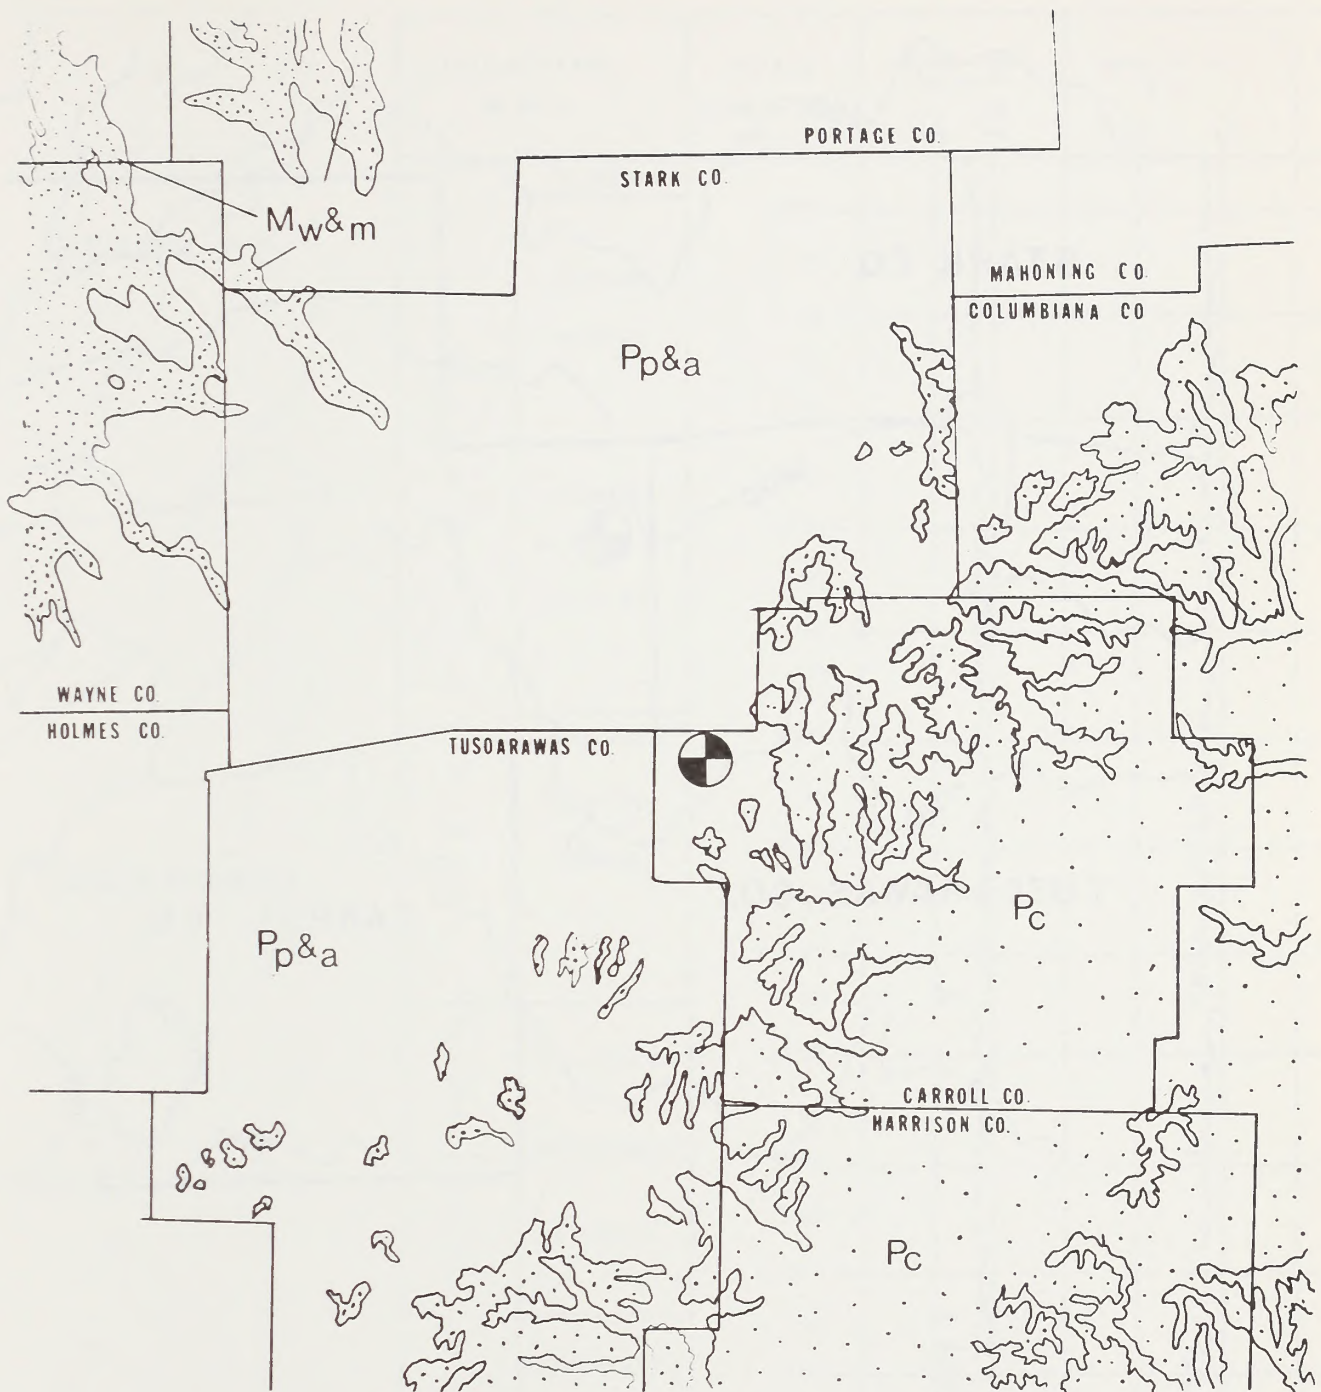 PORTAGE CO.
STARK CO.
Mw&m
MAHONING CO.
COLUMBIANA CO
Pp&a
WAYNE CO.
HOLMES CO.
TUSOARAWAS CO.
Pc
Pp&a
CARROLL CO.
HARRISON CO.
Pc